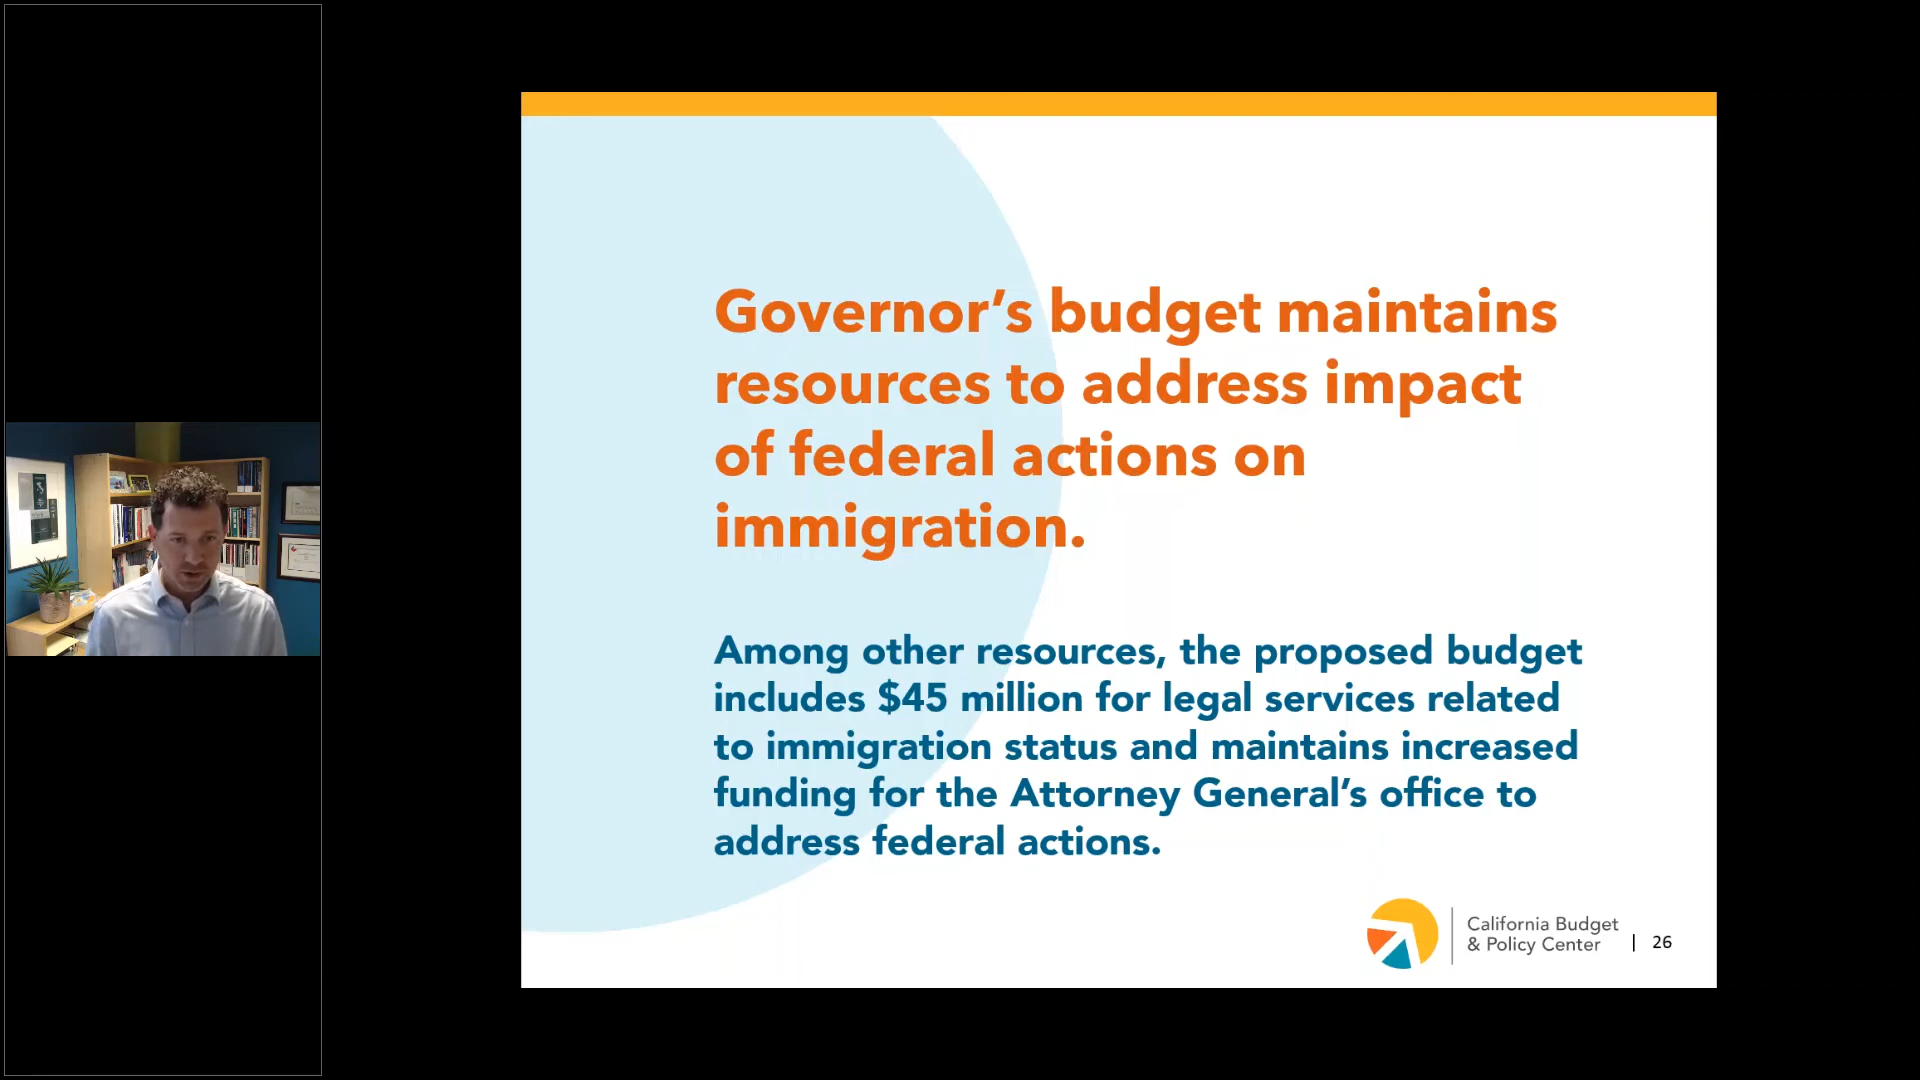 Governor’s budget maintains
resources to address impact
of federal actions on
immigration.
Among other resources, the proposed budget
includes $45 million for legal services related
to immigration status and maintains increased
funding for the Attorney General’s office to
address federal actions.
California Budget
& Policy Center
| 26